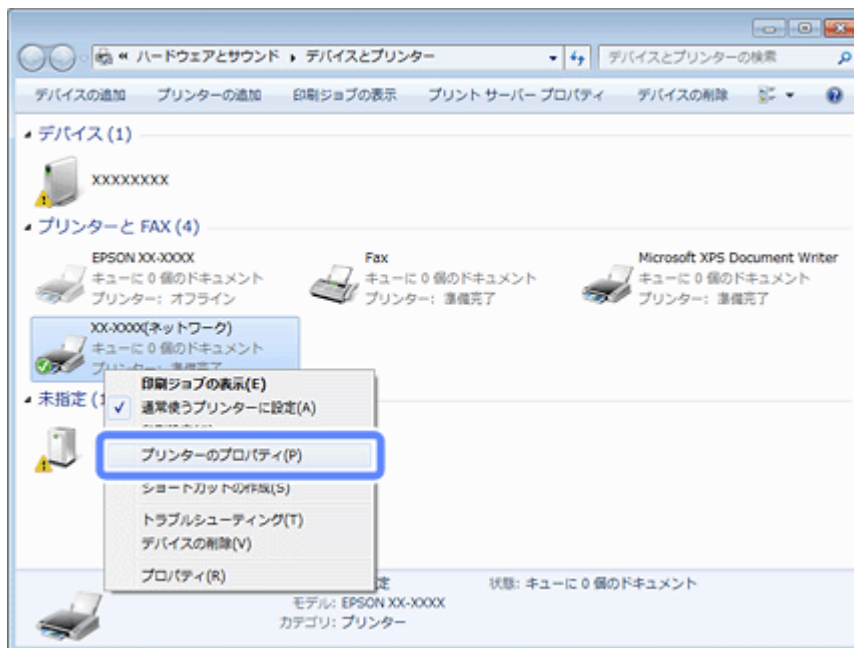 « ハードウェアとサウンド ▸ デバイスとプリンター
デバイスとプリンターの検索
デバイスの追加 プリンターの追加 印刷ジョブの表示 プリント サーバー プロパティ デバイスの削除
デバイス (1)
XXXXXXXX
プリンターと FAX (4)
EPSON XX-XXXX
キューに 0 個のドキュメント
プリンター: オフライン
Fax
キューに 0 個のドキュメント
プリンター: 準備完了
Microsoft XPS Document Writer
キューに 0 個のドキュメント
プリンター: 準備完了
XX-XXXX(ネットワーク)
キューに 0 個のドキュメント
プリンター: 準備完了
印刷ジョブの表示(E)
通常使うプリンターに設定(A)
プリンターのプロパティ(P)
ショートカットの作成(S)
トラブルシューティング(T)
デバイスの削除(V)
プロパティ(R)
未指定 (1
定
状態: キューに 0 個のドキュメント
モデル: EPSON XX-XXXX
カテゴリ: プリンター